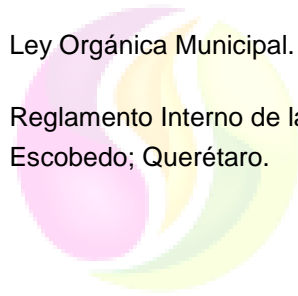 Ley Orgánica Municipal.
Reglamento Interno de la
Escobedo; Querétaro.